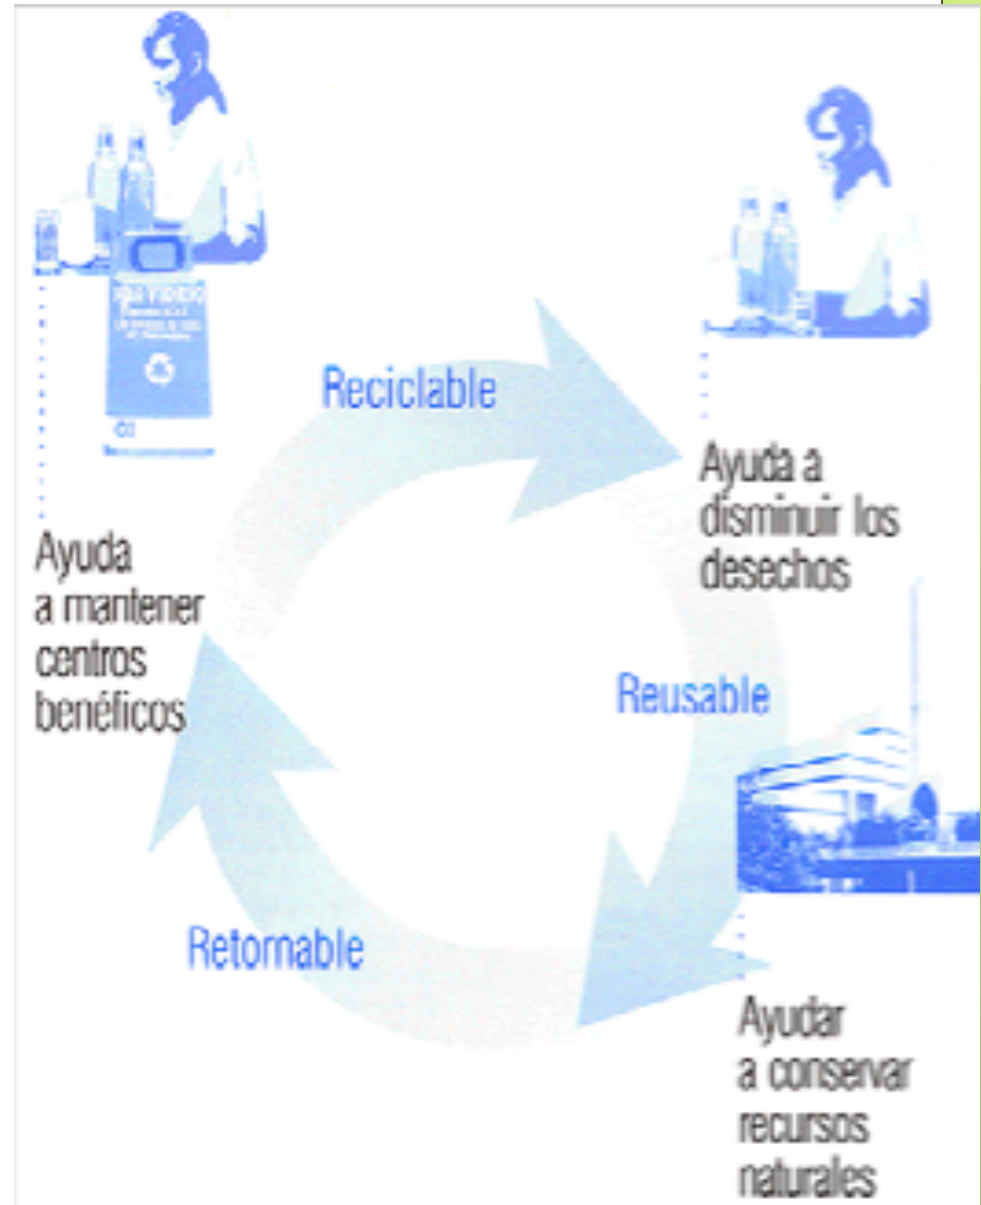 Reciclable
Ayuda a
disminuir los
desechos
Ayuda
a mantener
centros
benéficos
Reusable
Retornable
Ayudar
a conservar
recursos
naturales